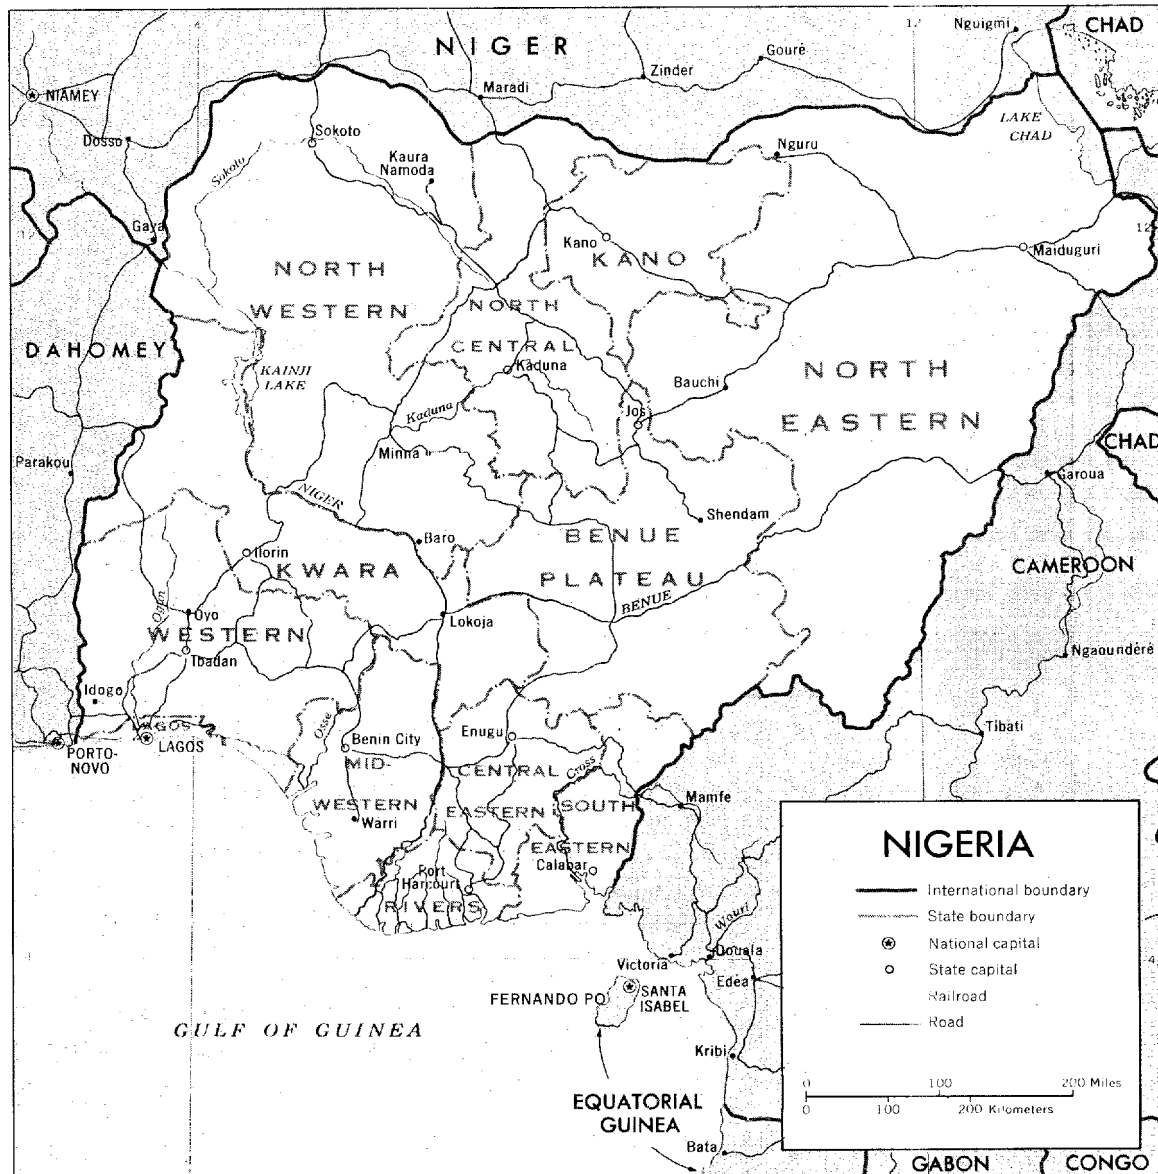 NIGER
CHAD
Nguigmi
12
Gouré
Zinder
Maradi
NIAMEY
Dosso
Sokoto
Sokoto
Kaura
Namoda
Nguru
LAKE
CHAD
Gaya
12
Kano
KANO
Maiduguri
NORTH
WESTERN
NORTH
CENTRAL
Kaduna
DAHOMEY
KAINJI
LAKE
Bauchi
NORTH
EASTERN
Kaduna
Jos
Minna
CHAD
Parakou
Garoua
NIGER
Shendam
Baro
BENUE
PLATEAU
BENUE
Ilorin
KWARA
CAMEROON
Ogun
Oyo
WESTERN
Lokoja
Ibadan
Ngaoundéré
Idogo
Osse
Tibati
LAGOS
PORTO-
NOVO
Benin City
MID-
WESTERN
Warri
Enugu
CENTRAL
EASTERN
Cross
SOUTH
EASTERN
Mamfe
Calabar
Port
Harcourt
RIVERS
Wouri
Douala
Victoria
Edéa
4
FERNANDO PO
SANTA
ISABEL
GULF OF GUINEA
Kribi
EQUATORIAL
GUINEA
Bata
GABON
CONGO
NIGERIA
International boundary
State boundary
National capital
State capital
Railroad
Road
0 100 200 Miles
0 100 200 Kilometers